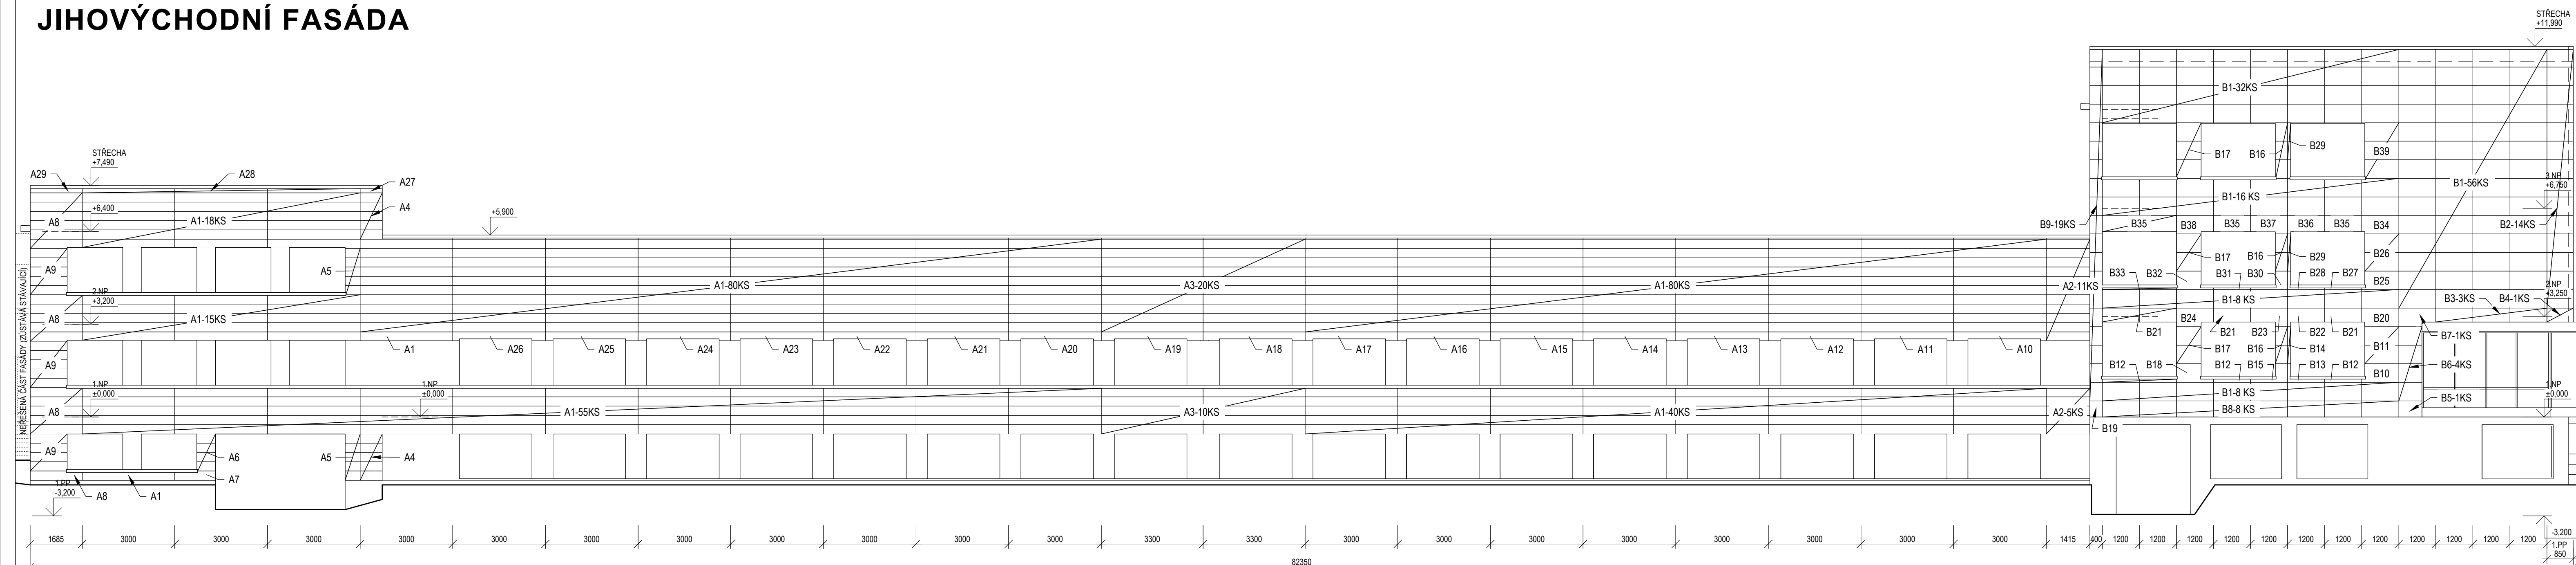 JIHOVÝCHODNÍ FASÁDA
STŘECHA
+11,990
B1-32KS
STŘECHA
+7,490
A29
A28
A27
A8
+6,400
A1-18KS
A4
+5,900
B17
B16
B29
B39
B1-56KS
3.NP
+6,750
B1-16 KS
B9-19KS
B35
B38
B35
B37
B36
B35
B34
B2-14KS
NEŘEŠENÁ ČÁST FASÁDY (ZŮSTÁVÁ STÁVAJÍCÍ)
A9
A5
B17
B16
B29
B26
B33
B32
B31
B30
B28
B27
B25
2.NP
+3,200
A1-80KS
A3-20KS
A1-80KS
A2-11KS
2.NP
+3,250
B1-8 KS
B3-3KS
B4-1KS
A8
A1-15KS
B24
B20
B21
B21
B23
B22
B21
B7-1KS
A9
A1
A26
A25
A24
A23
A22
A21
A20
A19
A18
A17
A16
A15
A14
A13
A12
A11
A10
B17
B16
B14
B11
B12
B18
B12
B15
B13
B12
B10
B6-4KS
1.NP
±0,000
1.NP
±0,000
1.NP
±0,000
B1-8 KS
B5-1KS
A8
A1-55KS
A3-10KS
A1-40KS
A2-5KS
B8-8 KS
B19
A9
A6
A5
A4
A7
1.PP
-3,200
A8
A1
1685
3000
3000
3000
3000
3000
3000
3000
3000
3000
3000
3300
3300
3000
3000
3000
3000
3000
3000
3000
3000
1415
400
1200
1200
1200
1200
1200
1200
1200
1200
1200
1200
1200
1200
-3,200
1.PP
850
82350